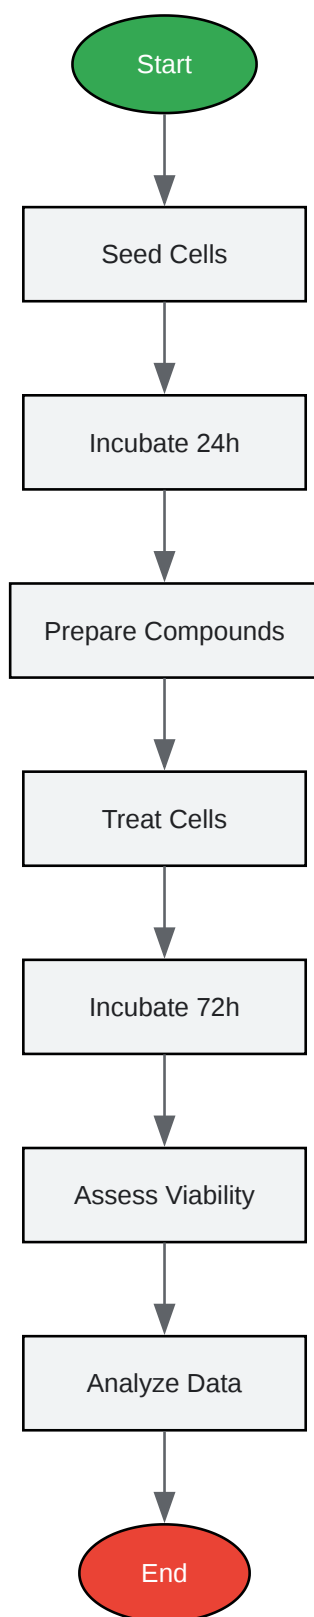 Start
Seed Cells
Incubate 24h
Prepare Compounds
Treat Cells
Incubate 72h
Assess Viability
Analyze Data
End